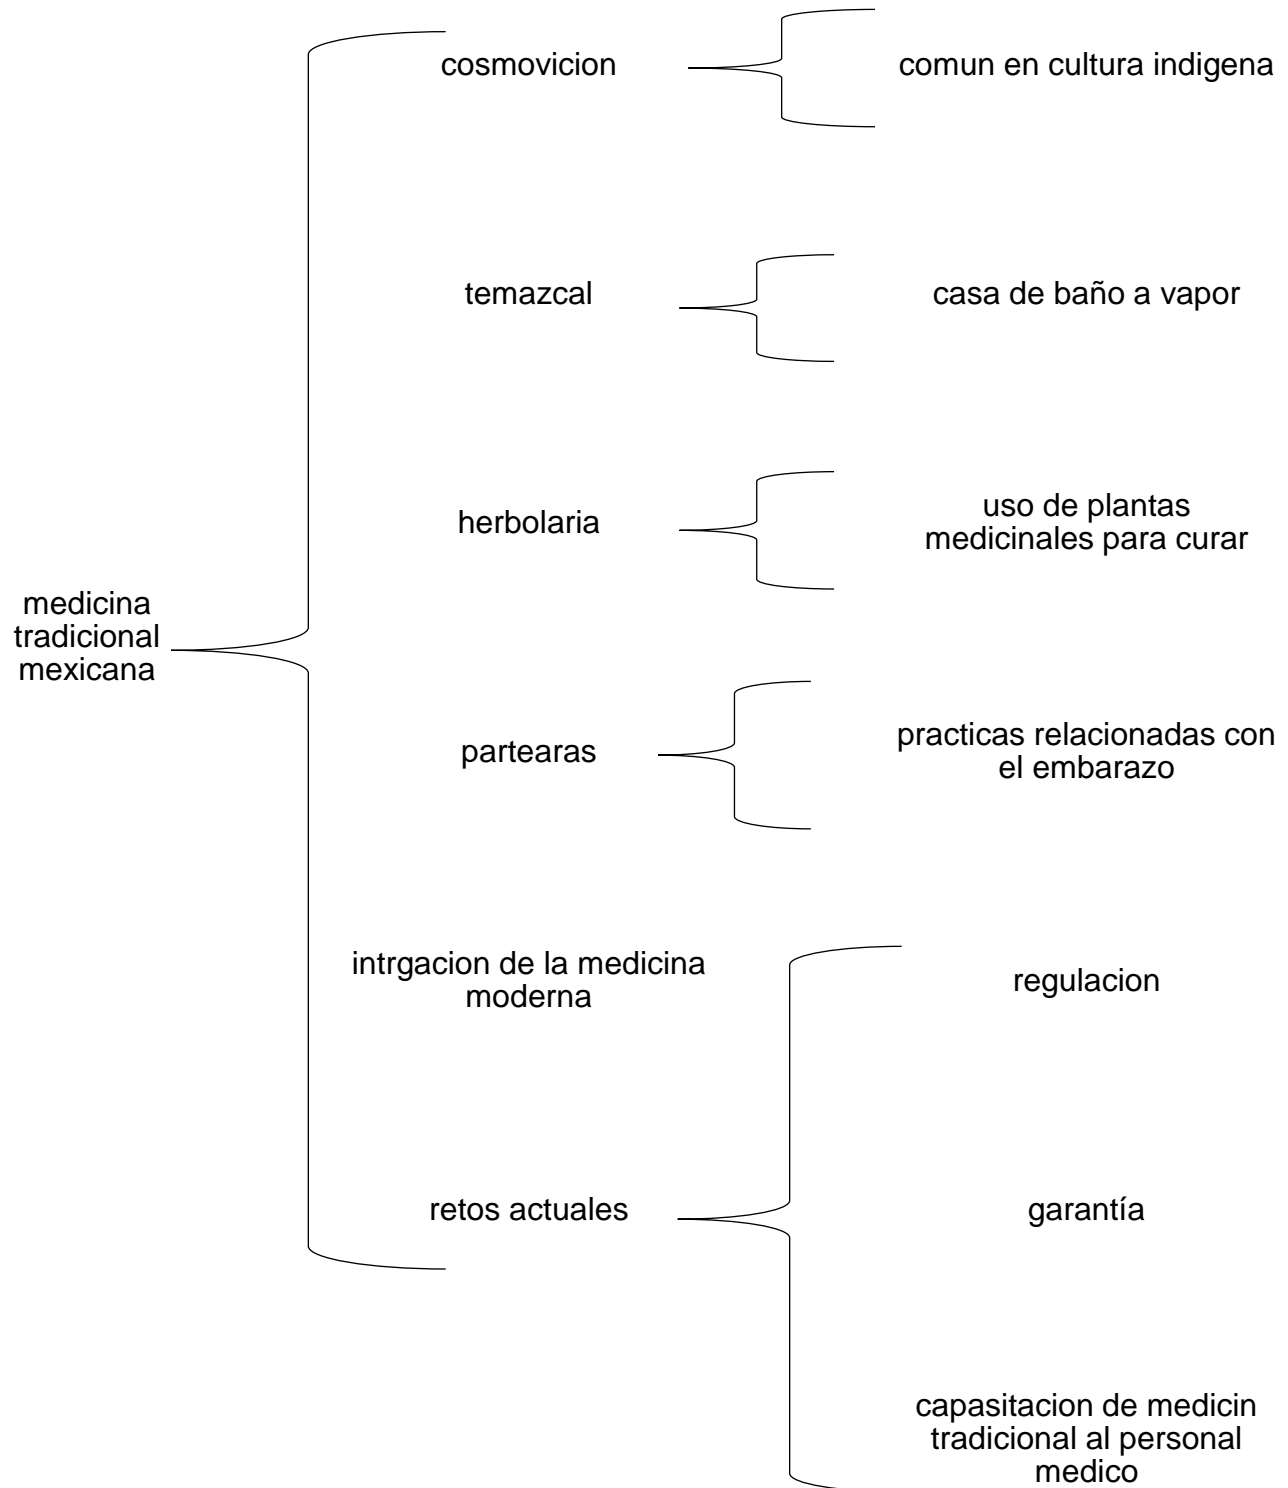 medicina
tradicional
mexicana
cosmovicion
comun en cultura indigena
temazcal
casa de baño a vapor
herbolaria
uso de plantas
medicinales para curar
partearas
practicas relacionadas con
el embarazo
intrgacion de la medicina
moderna
retos actuales
regulacion
garantía
capasitacion de medicin
tradicional al personal
medico